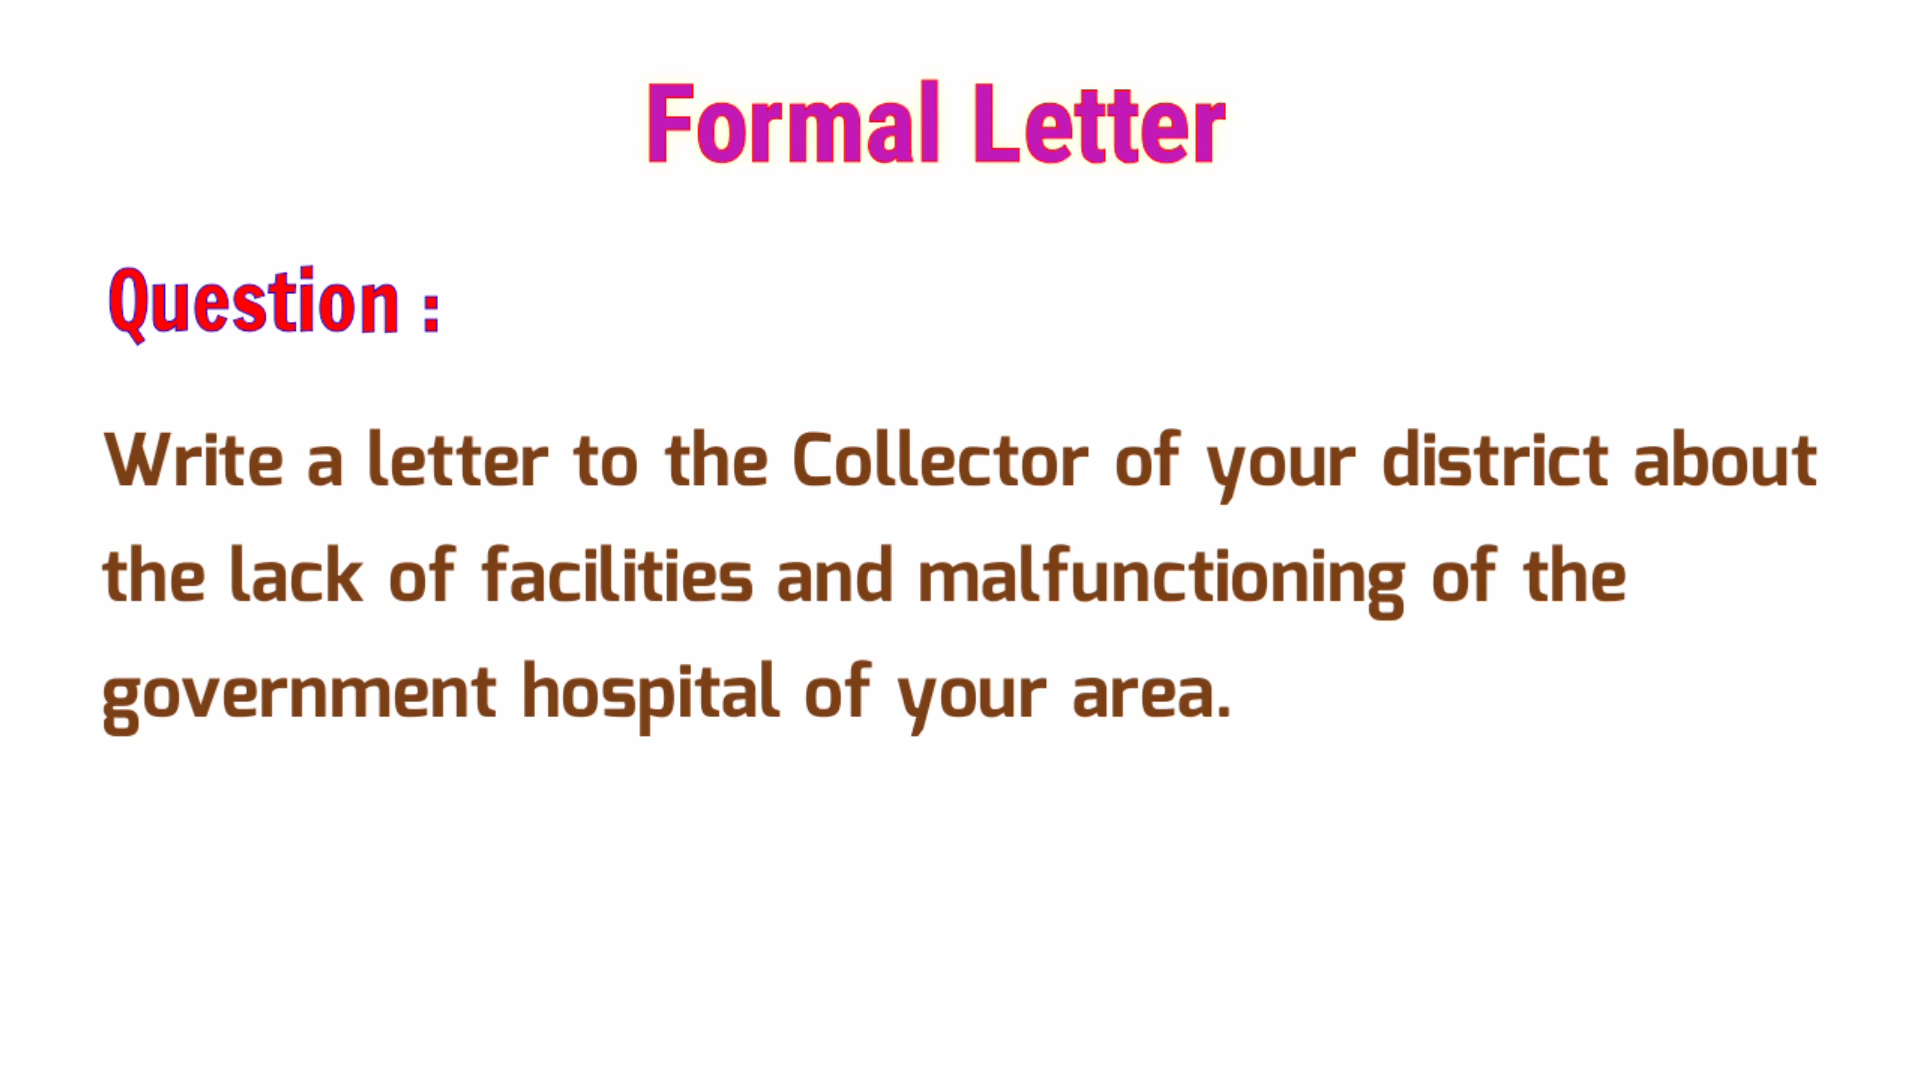 Formal Letter
Question :
Write a letter to the Collector of your district about
the lack of facilities and malfunctioning of the
government hospital of your area.